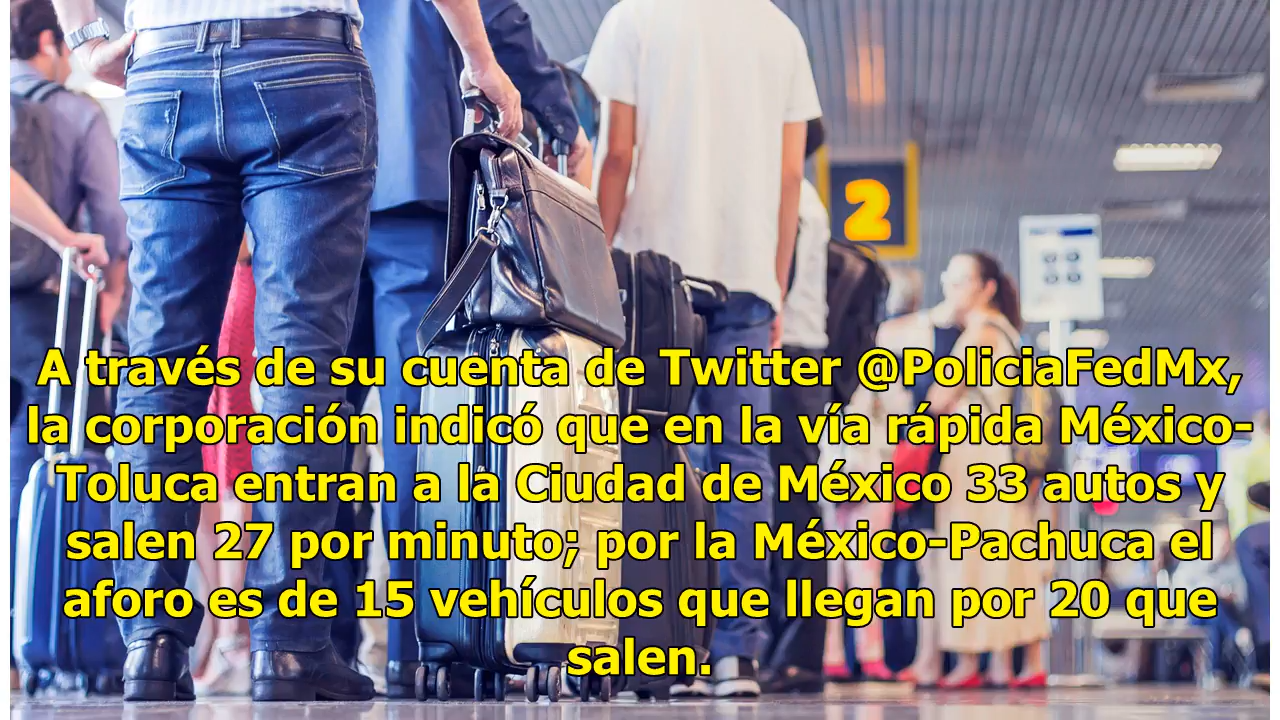 2
A través de su cuenta de Twitter @PoliciaFedMx,
la corporación indicó que en la vía rápida México-
Toluca entran a la Ciudad de México 33 autos y
salen 27 por minuto; por la México-Pachuca el
aforo es de 15 vehículos que llegan por 20 que
salen.